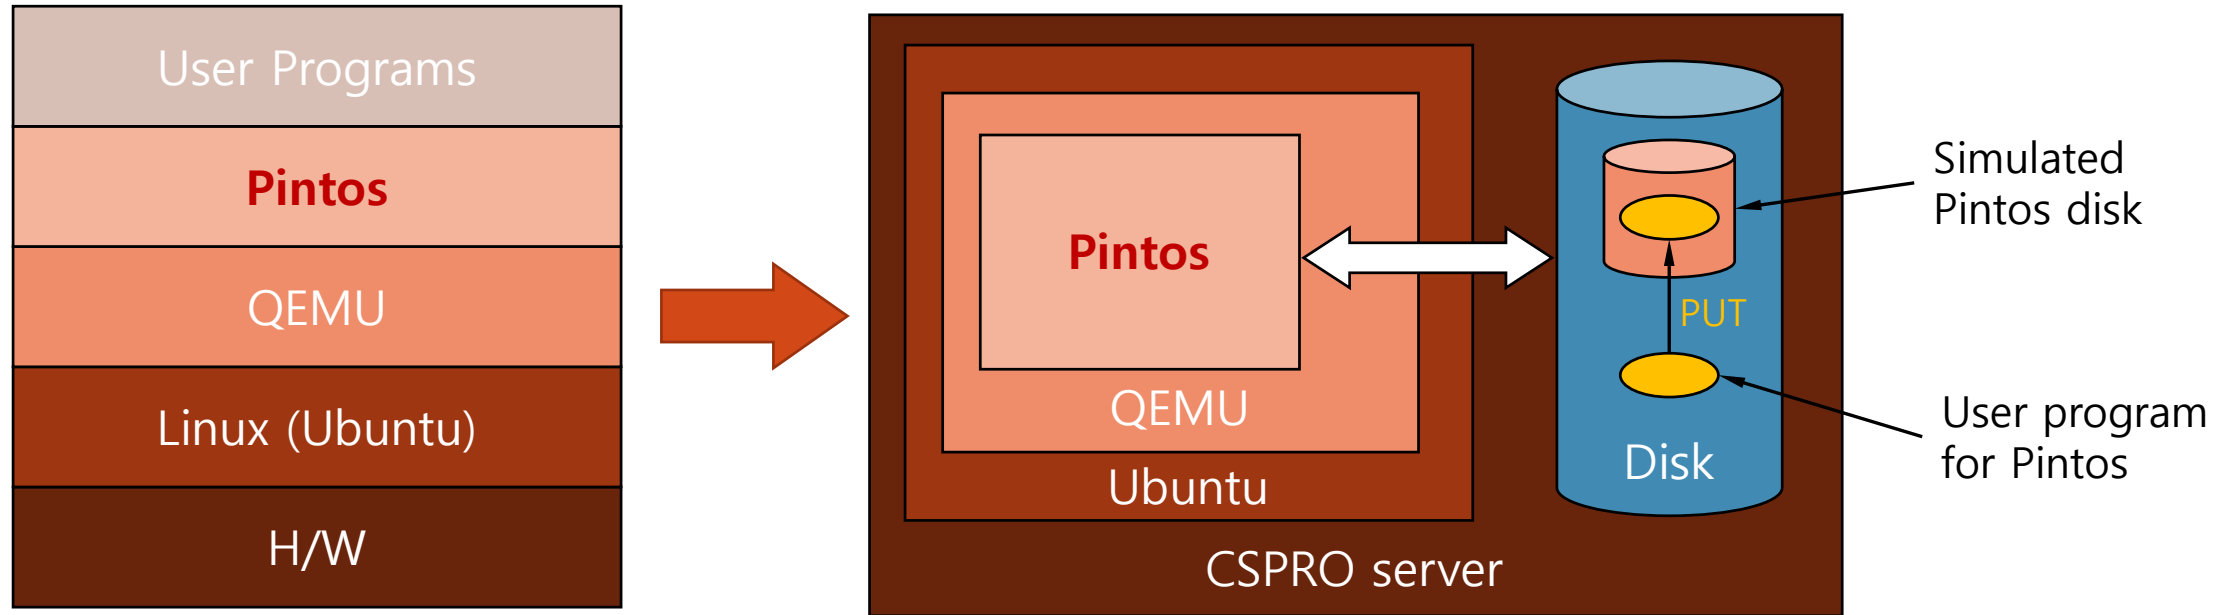 User Programs
Pintos
QEMU
Linux (Ubuntu)
H/W
Pintos
QEMU
Ubuntu
CSPRO server
PUT
Disk
Simulated
Pintos disk
User program
for Pintos